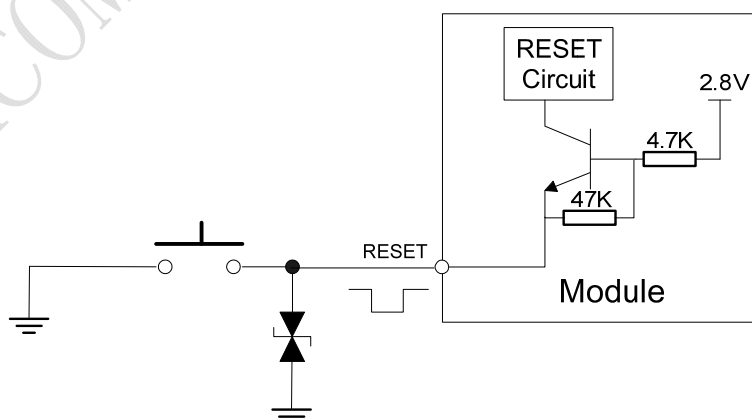 RESET
Circuit
2.8V
4.7K
47K
RESET
Module